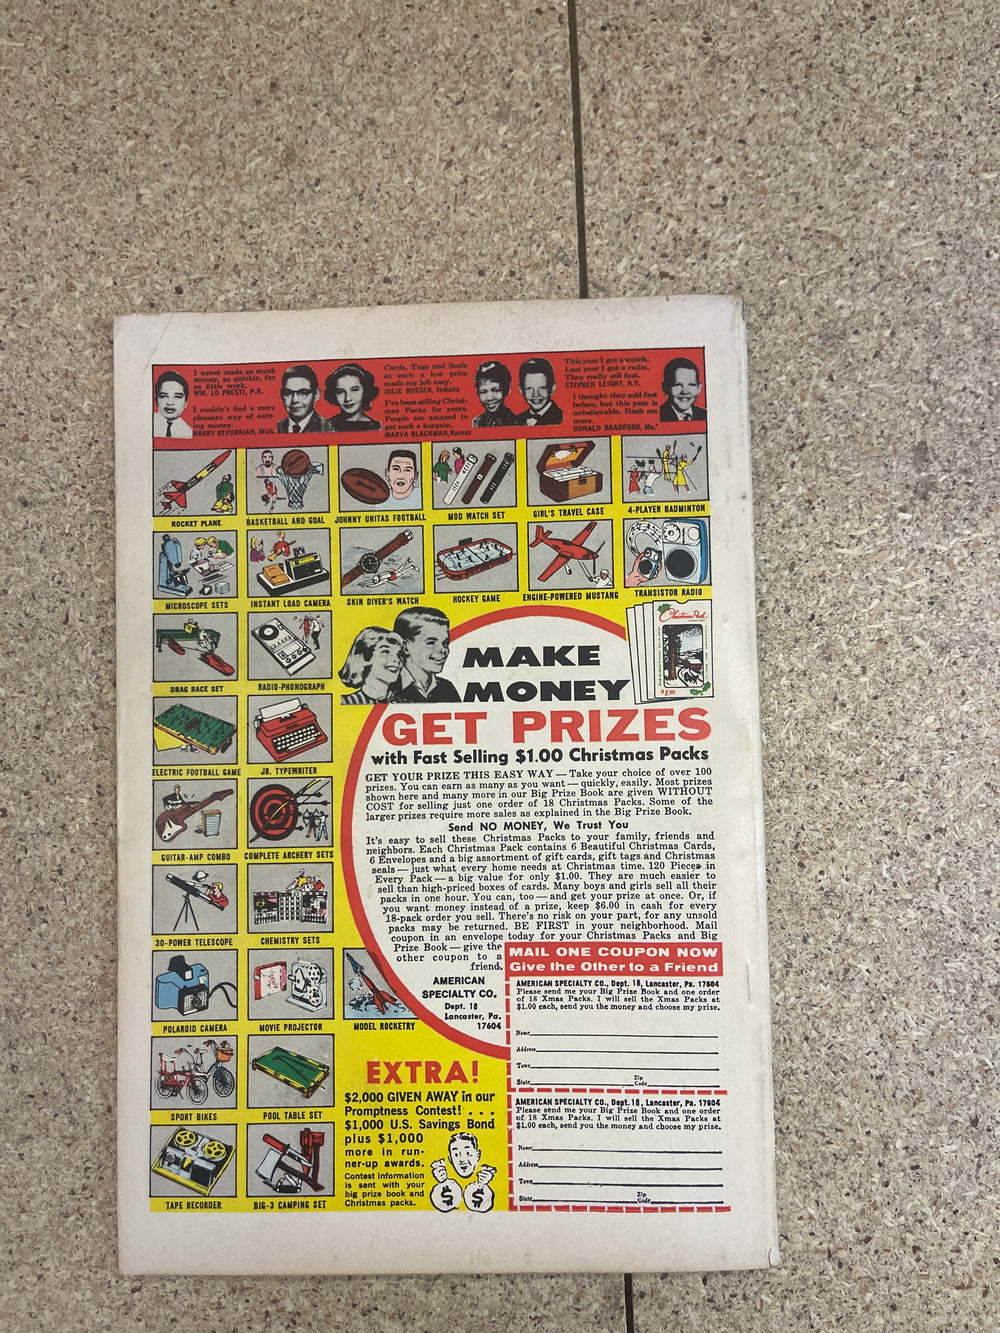 I never made so much
money, so quickly, for
so little work.
WM. LO PRESTI, P.R.
I couldn't find a more
pleasant way of earn-
ing money.
HARRY KEVORKIAN, Mich.
Cards, Tags and Seals
at such a low price
made my job easy.
JULIE BUSSER, Indiana
I've been selling Christ-
mas Packs for years.
People are amazed to
get such a bargain.
MARVA BLACKMAN, Kansas
This year I got a watch.
Last year I got a radio.
They really sell fast.
STEPHEN LEIGHT, N.Y.
I thought they sold fast
before, but this year is
unbelievable. Rush me
more.
DONALD BRADFORD, Mo.
ROCKET PLANE
BASKETBALL AND GOAL
JOHNNY UNITAS FOOTBALL
MOD WATCH SET
GIRL'S TRAVEL CASE
4-PLAYER BADMINTON
MICROSCOPE SETS
INSTANT LOAD CAMERA
SKIN DIVER'S WATCH
HOCKEY GAME
ENGINE-POWERED MUSTANG
TRANSISTOR RADIO
DRAG RACE SET
RADIO-PHONOGRAPH
ELECTRIC FOOTBALL GAME
JR. TYPEWRITER
GUITAR-AMP COMBO
COMPLETE ARCHERY SETS
30-POWER TELESCOPE
CHEMISTRY SETS
POLAROID CAMERA
MOVIE PROJECTOR
MODEL ROCKETRY
SPORT BIKES
POOL TABLE SET
TAPE RECORDER
BIG-3 CAMPING SET
Christmas Pack
$1.00
MAKE
MONEY
GET PRIZES
with Fast Selling $1.00 Christmas Packs
GET YOUR PRIZE THIS EASY WAY — Take your choice of over 100
prizes. You can earn as many as you want — quickly, easily. Most prizes
shown here and many more in our Big Prize Book are given WITHOUT
COST for selling just one order of 18 Christmas Packs. Some of the
larger prizes require more sales as explained in the Big Prize Book.
Send NO MONEY, We Trust You
It's easy to sell these Christmas Packs to your family, friends and
neighbors. Each Christmas Pack contains 6 Beautiful Christmas Cards,
6 Envelopes and a big assortment of gift cards, gift tags and Christmas
seals — just what every home needs at Christmas time. 120 Pieces in
Every Pack — a big value for only $1.00. They are much easier to
sell than high-priced boxes of cards. Many boys and girls sell all their
packs in one hour. You can, too — and get your prize at once. Or, if
you want money instead of a prize, keep $6.00 in cash for every
18-pack order you sell. There's no risk on your part, for any unsold
packs may be returned. BE FIRST in your neighborhood. Mail
coupon in an envelope today for your Christmas Packs and Big
Prize Book — give the
other coupon to a
friend.
AMERICAN
SPECIALTY CO.
Dept. 18
Lancaster, Pa.
17604
EXTRA!
$2,000 GIVEN AWAY in our
Promptness Contest! . . .
$1,000 U.S. Savings Bond
plus $1,000
more in run-
ner-up awards.
Contest information
is sent with your
big prize book and
Christmas packs.
$ $
MAIL ONE COUPON NOW
Give the Other to a Friend
AMERICAN SPECIALTY CO., Dept. 18, Lancaster, Pa. 17604
Please send me your Big Prize Book and one order
of 18 Xmas Packs. I will sell the Xmas Packs at
$1.00 each, send you the money and choose my prize.
Name
Address
Town
State Zip Code
AMERICAN SPECIALTY CO., Dept. 18, Lancaster, Pa. 17604
Please send me your Big Prize Book and one order
of 18 Xmas Packs. I will sell the Xmas Packs at
$1.00 each, send you the money and choose my prize.
Name
Address
Town
State Zip Code